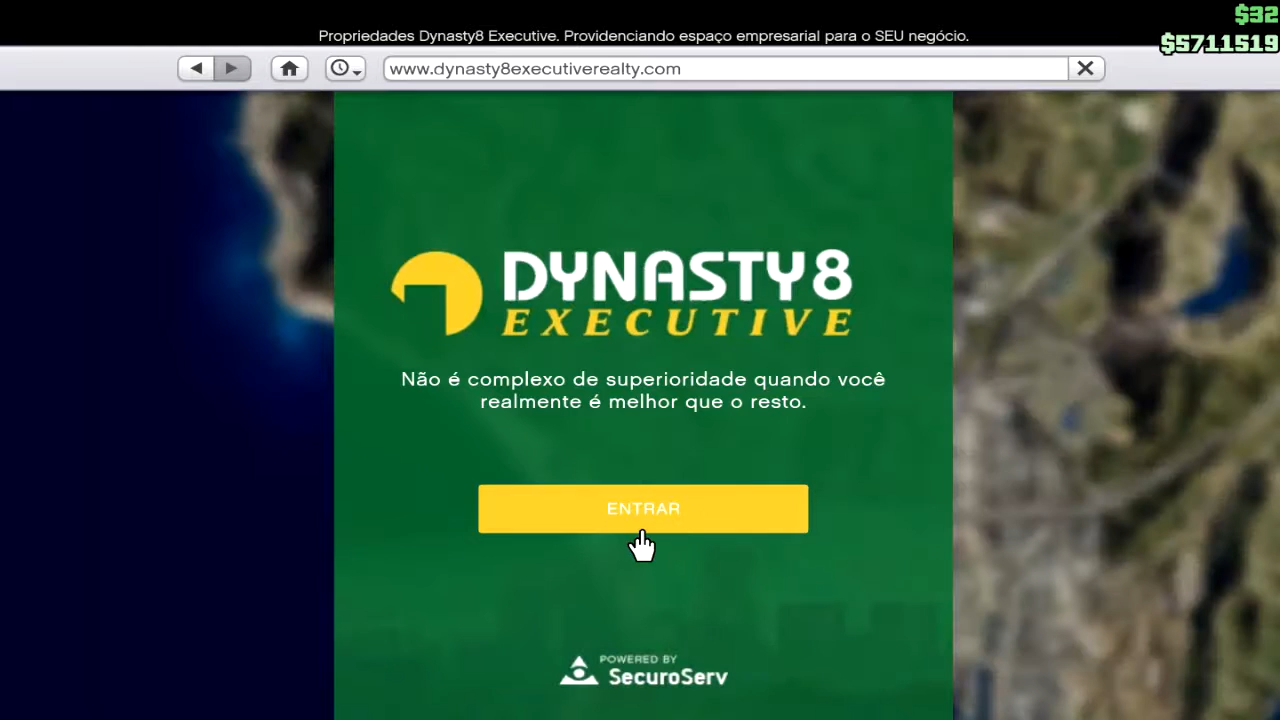 $32
Propriedades Dynasty8 Executive. Providenciando espaço empresarial para o SEU negócio.
$5711519
www.dynasty8executiverealty.com
DYNASTY8
EXECUTIVE
Não é complexo de superioridade quando você
realmente é melhor que o resto.
ENTRAR
POWERED BY
SecuroServ